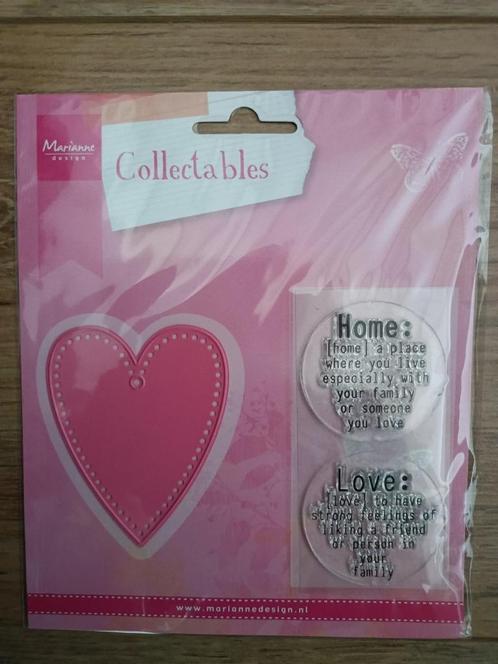 Marianne
design
Collectables
Home:
[home] a place
where you live
especially with
your family
or someone
you love
Love:
[love] to have
strong feelings of
liking a friend
or person in
your
family
www.mariannedesign.nl